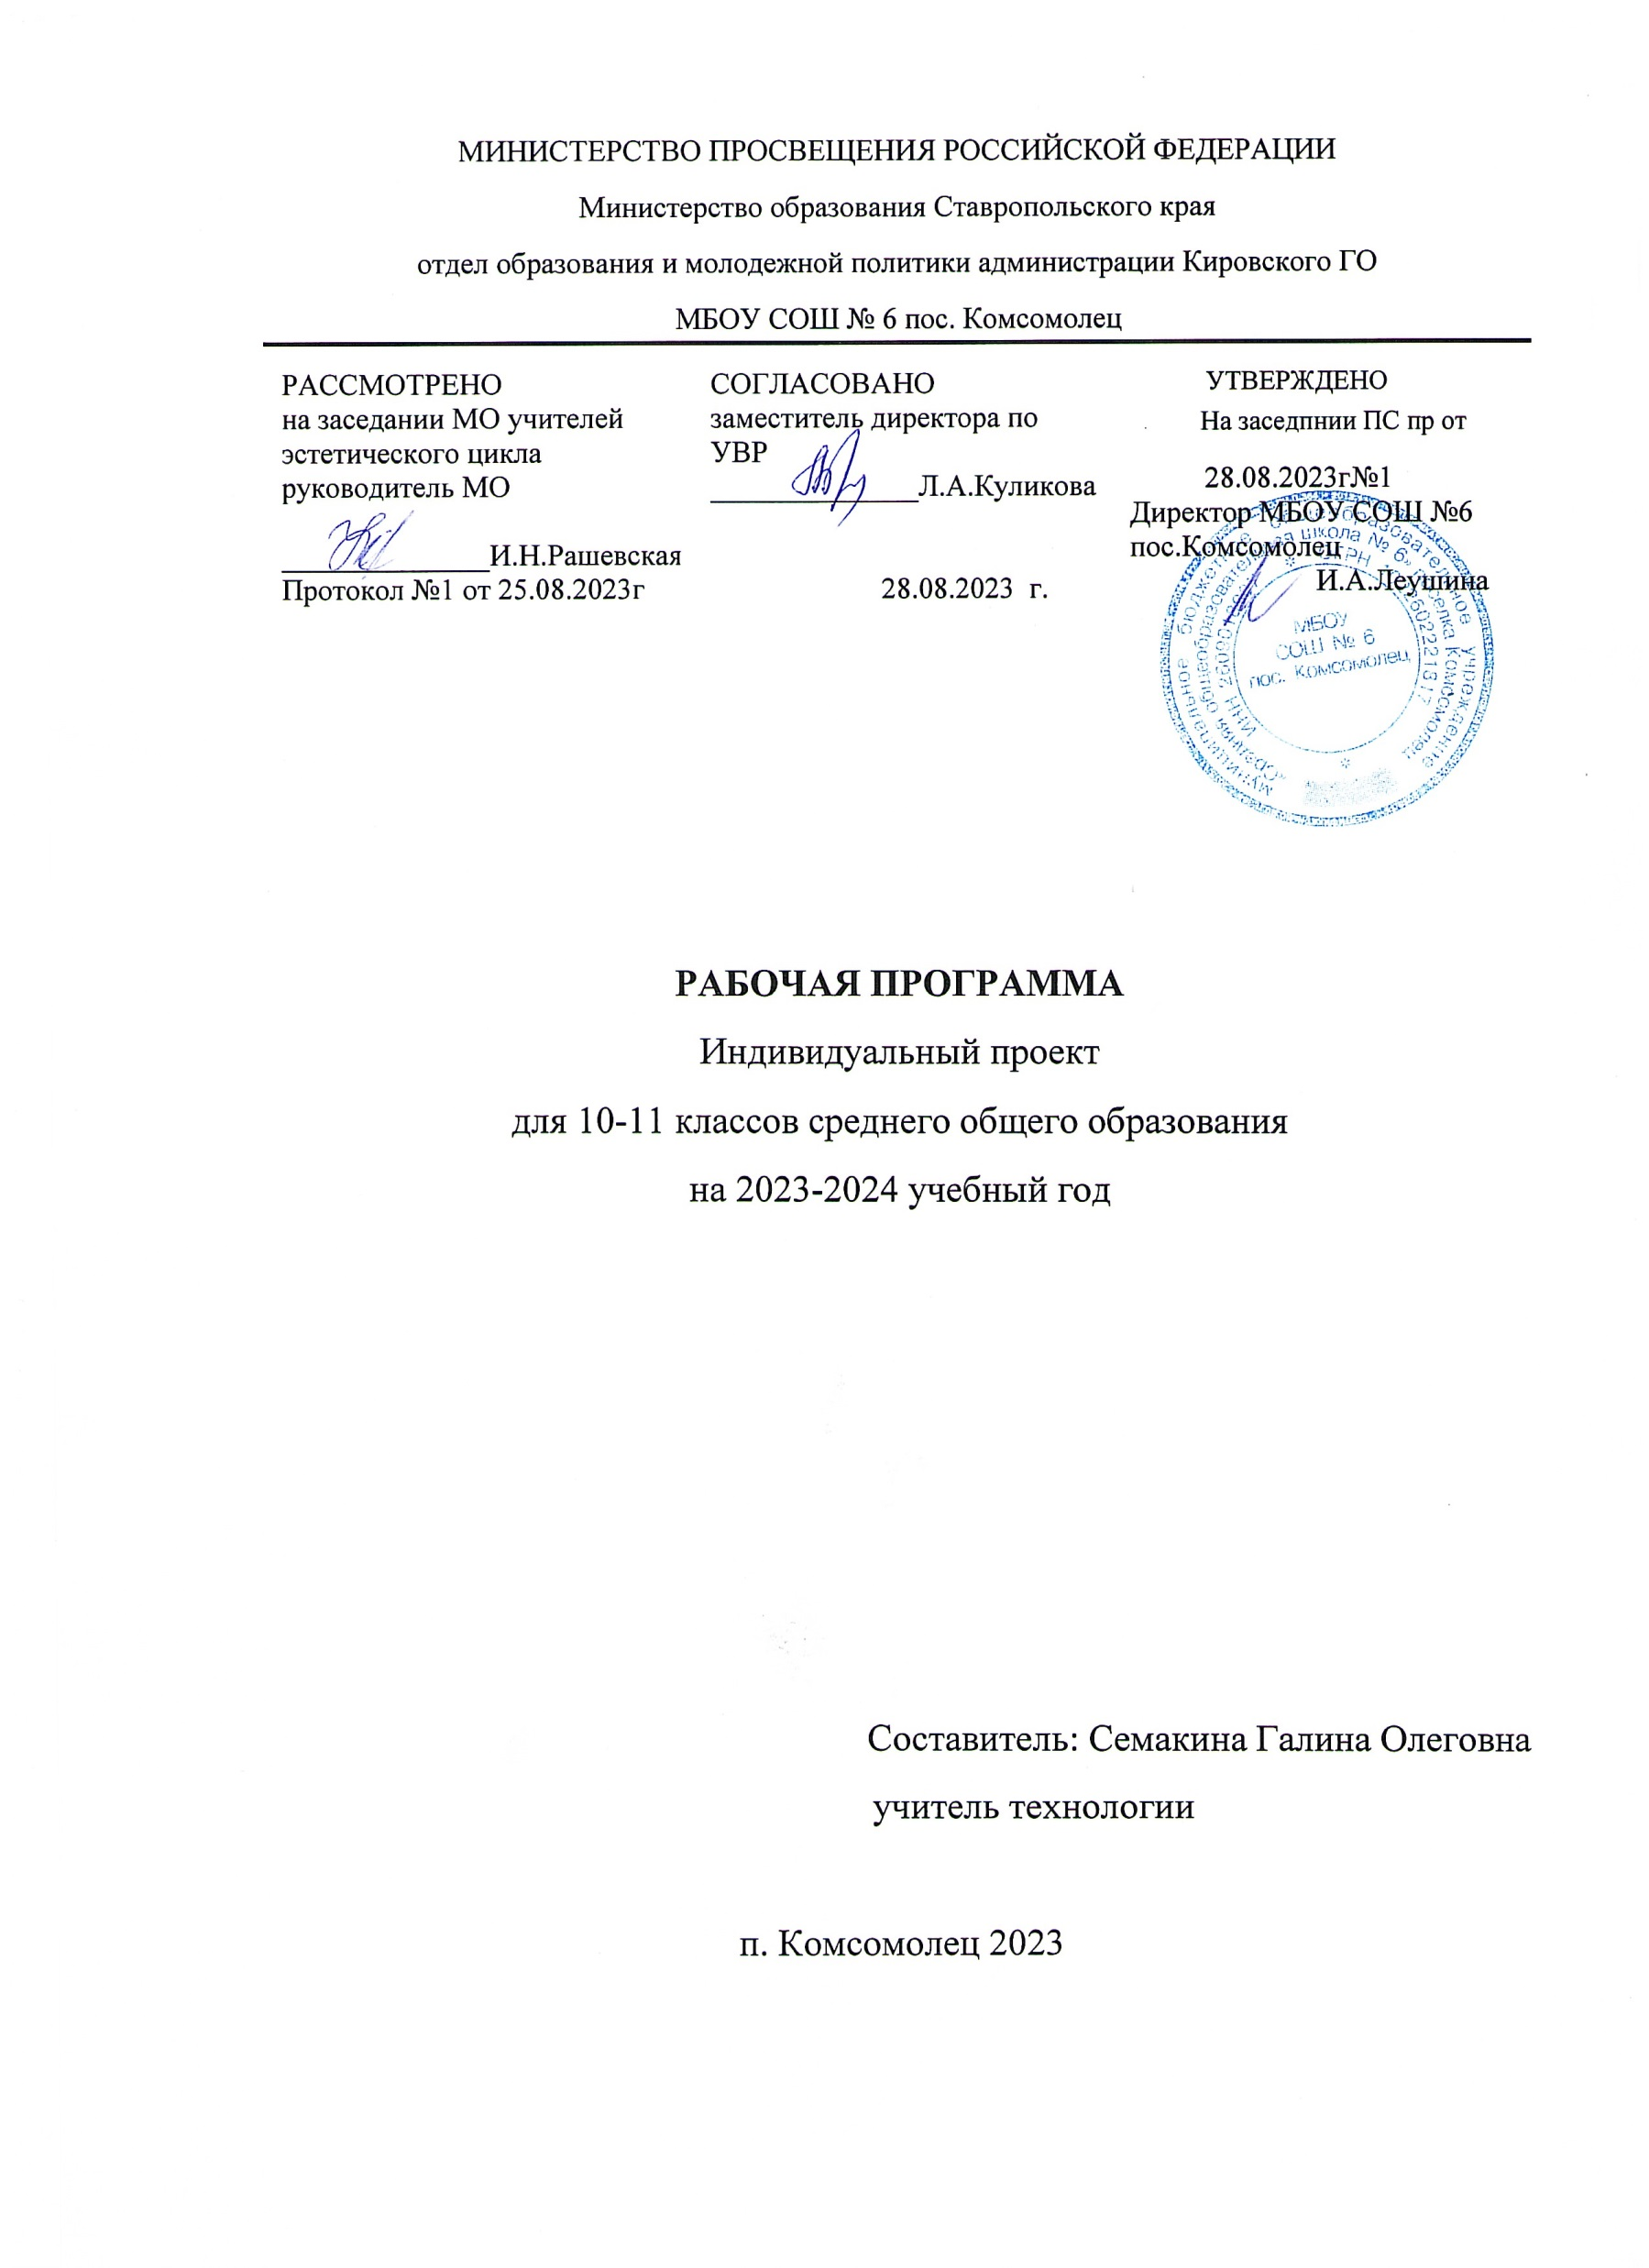 МИНИСТЕРСТВО ПРОСВЕЩЕНИЯ РОССИЙСКОЙ ФЕДЕРАЦИИ
Министерство образования Ставропольского края
отдел образования и молодежной политики администрации Кировского ГО
МБОУ СОШ № 6 пос. Комсомолец
РАССМОТРЕНО
на заседании МО учителей
эстетического цикла
руководитель МО
И.Н.Рашевская
Протокол №1 от 25.08.2023г
СОГЛАСОВАНО
заместитель директора по
УВР
Л.А.Куликова
28.08.2023 г.
УТВЕРЖДЕНО
На заседпнии ПС пр от
28.08.2023г№1
Директор МБОУ СОШ №6
пос.Комсомолец
И.А.Леушина
МБОУ
СОШ № 6
пос. Комсомолец
РАБОЧАЯ ПРОГРАММА
Индивидуальный проект
для 10-11 классов среднего общего образования
на 2023-2024 учебный год
Составитель: Семакина Галина Олеговна
учитель технологии
п. Комсомолец 2023